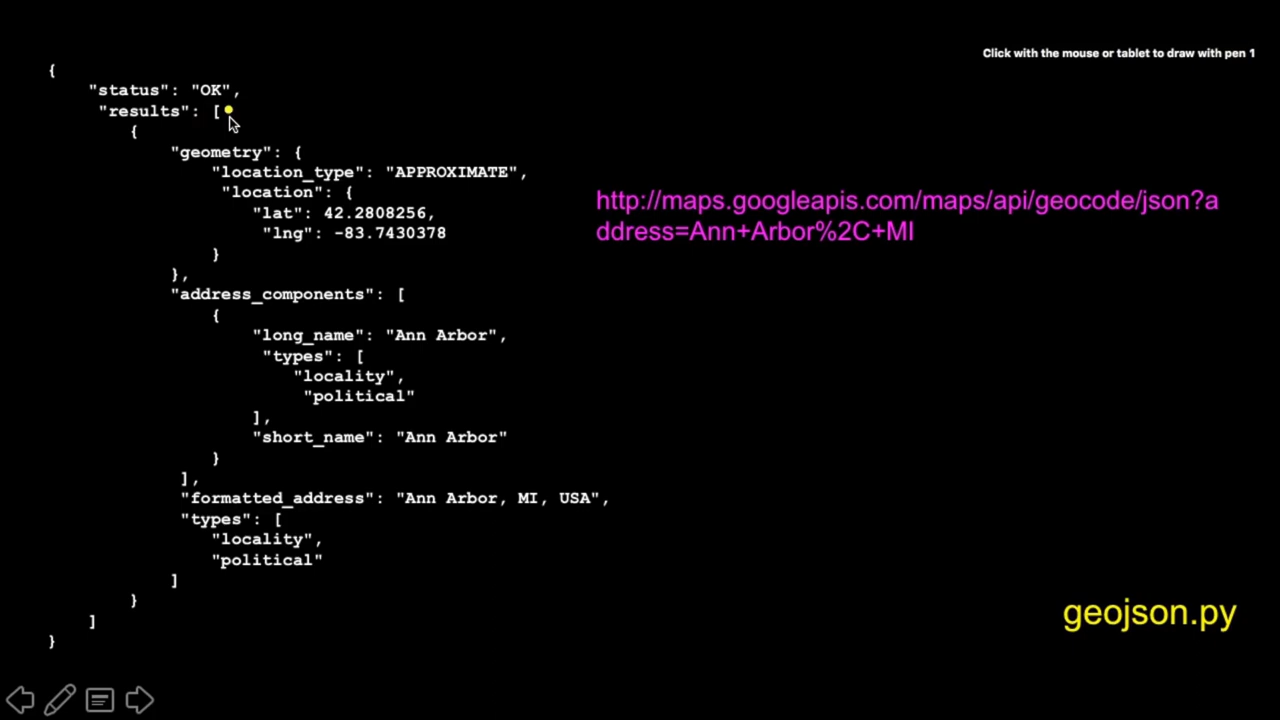 Click with the mouse or tablet to draw with pen 1
{
"status": "OK",
"results": [
{
"geometry": {
"location_type": "APPROXIMATE",
"location": {
"lat": 42.2808256,
"lng": -83.7430378
}
},
"address_components": [
{
"long_name": "Ann Arbor",
"types": [
"locality",
"political"
],
"short_name": "Ann Arbor"
}
],
"formatted_address": "Ann Arbor, MI, USA",
"types": [
"locality",
"political"
]
}
]
}
http://maps.googleapis.com/maps/api/geocode/json?a
ddress=Ann+Arbor%2C+MI
geojson.py